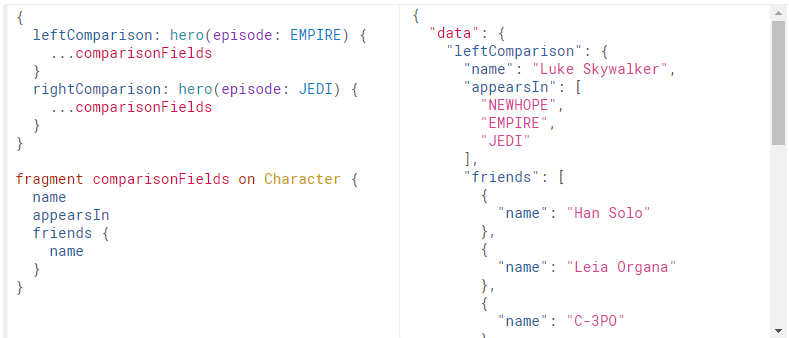 {
  leftComparison: hero(episode: EMPIRE) {
    ...comparisonFields
  }
  rightComparison: hero(episode: JEDI) {
    ...comparisonFields
  }
}

fragment comparisonFields on Character {
  name
  appearsIn
  friends {
    name
  }
}

{
  "data": {
    "leftComparison": {
      "name": "Luke Skywalker",
      "appearsIn": [
        "NEWHOPE",
        "EMPIRE",
        "JEDI"
      ],
      "friends": [
        {
          "name": "Han Solo"
        },
        {
          "name": "Leia Organa"
        },
        {
          "name": "C-3PO"